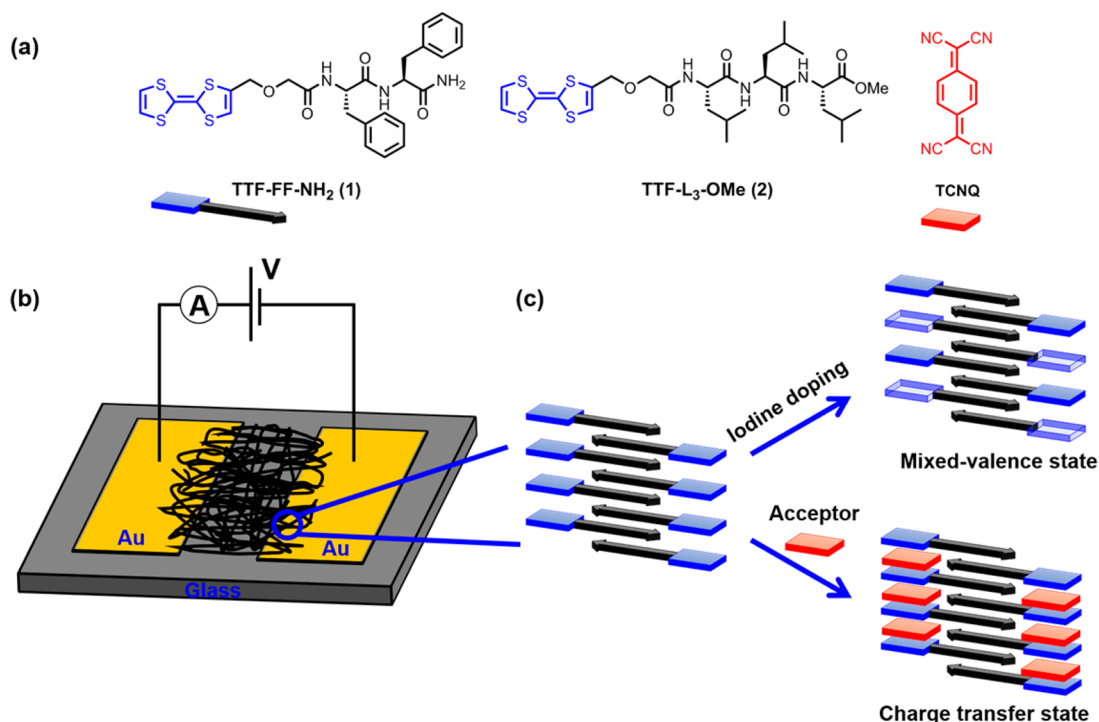 (a)
S
S
S
S
O
O
H
N
O
N
H
O
NH₂
S
S
S
S
O
O
H
N
O
N
H
O
H
N
O
OMe
NC
CN
NC
CN
TTF-FF-NH₂ (1)
TTF-L₃-OMe (2)
TCNQ
(b)
V
A
Au
Au
Glass
(c)
Iodine doping
Mixed-valence state
Acceptor
Charge transfer state